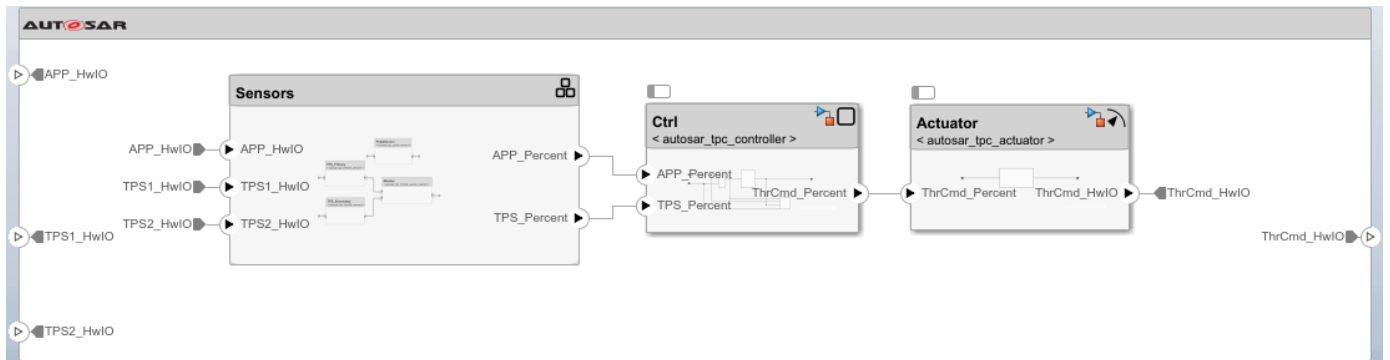 AUTOSAR
APP_HwIO
TPS1_HwIO
TPS2_HwIO
Sensors
APP_HwIO
TPS1_HwIO
TPS2_HwIO
APP_HwIO
TPS1_HwIO
TPS2_HwIO
APP_Percent
TPS_Percent
Ctrl
< autosar_tpc_controller >
APP_Percent
TPS_Percent
ThrCmd_Percent
Actuator
< autosar_tpc_actuator >
ThrCmd_Percent
ThrCmd_HwIO
ThrCmd_HwIO
ThrCmd_HwIO